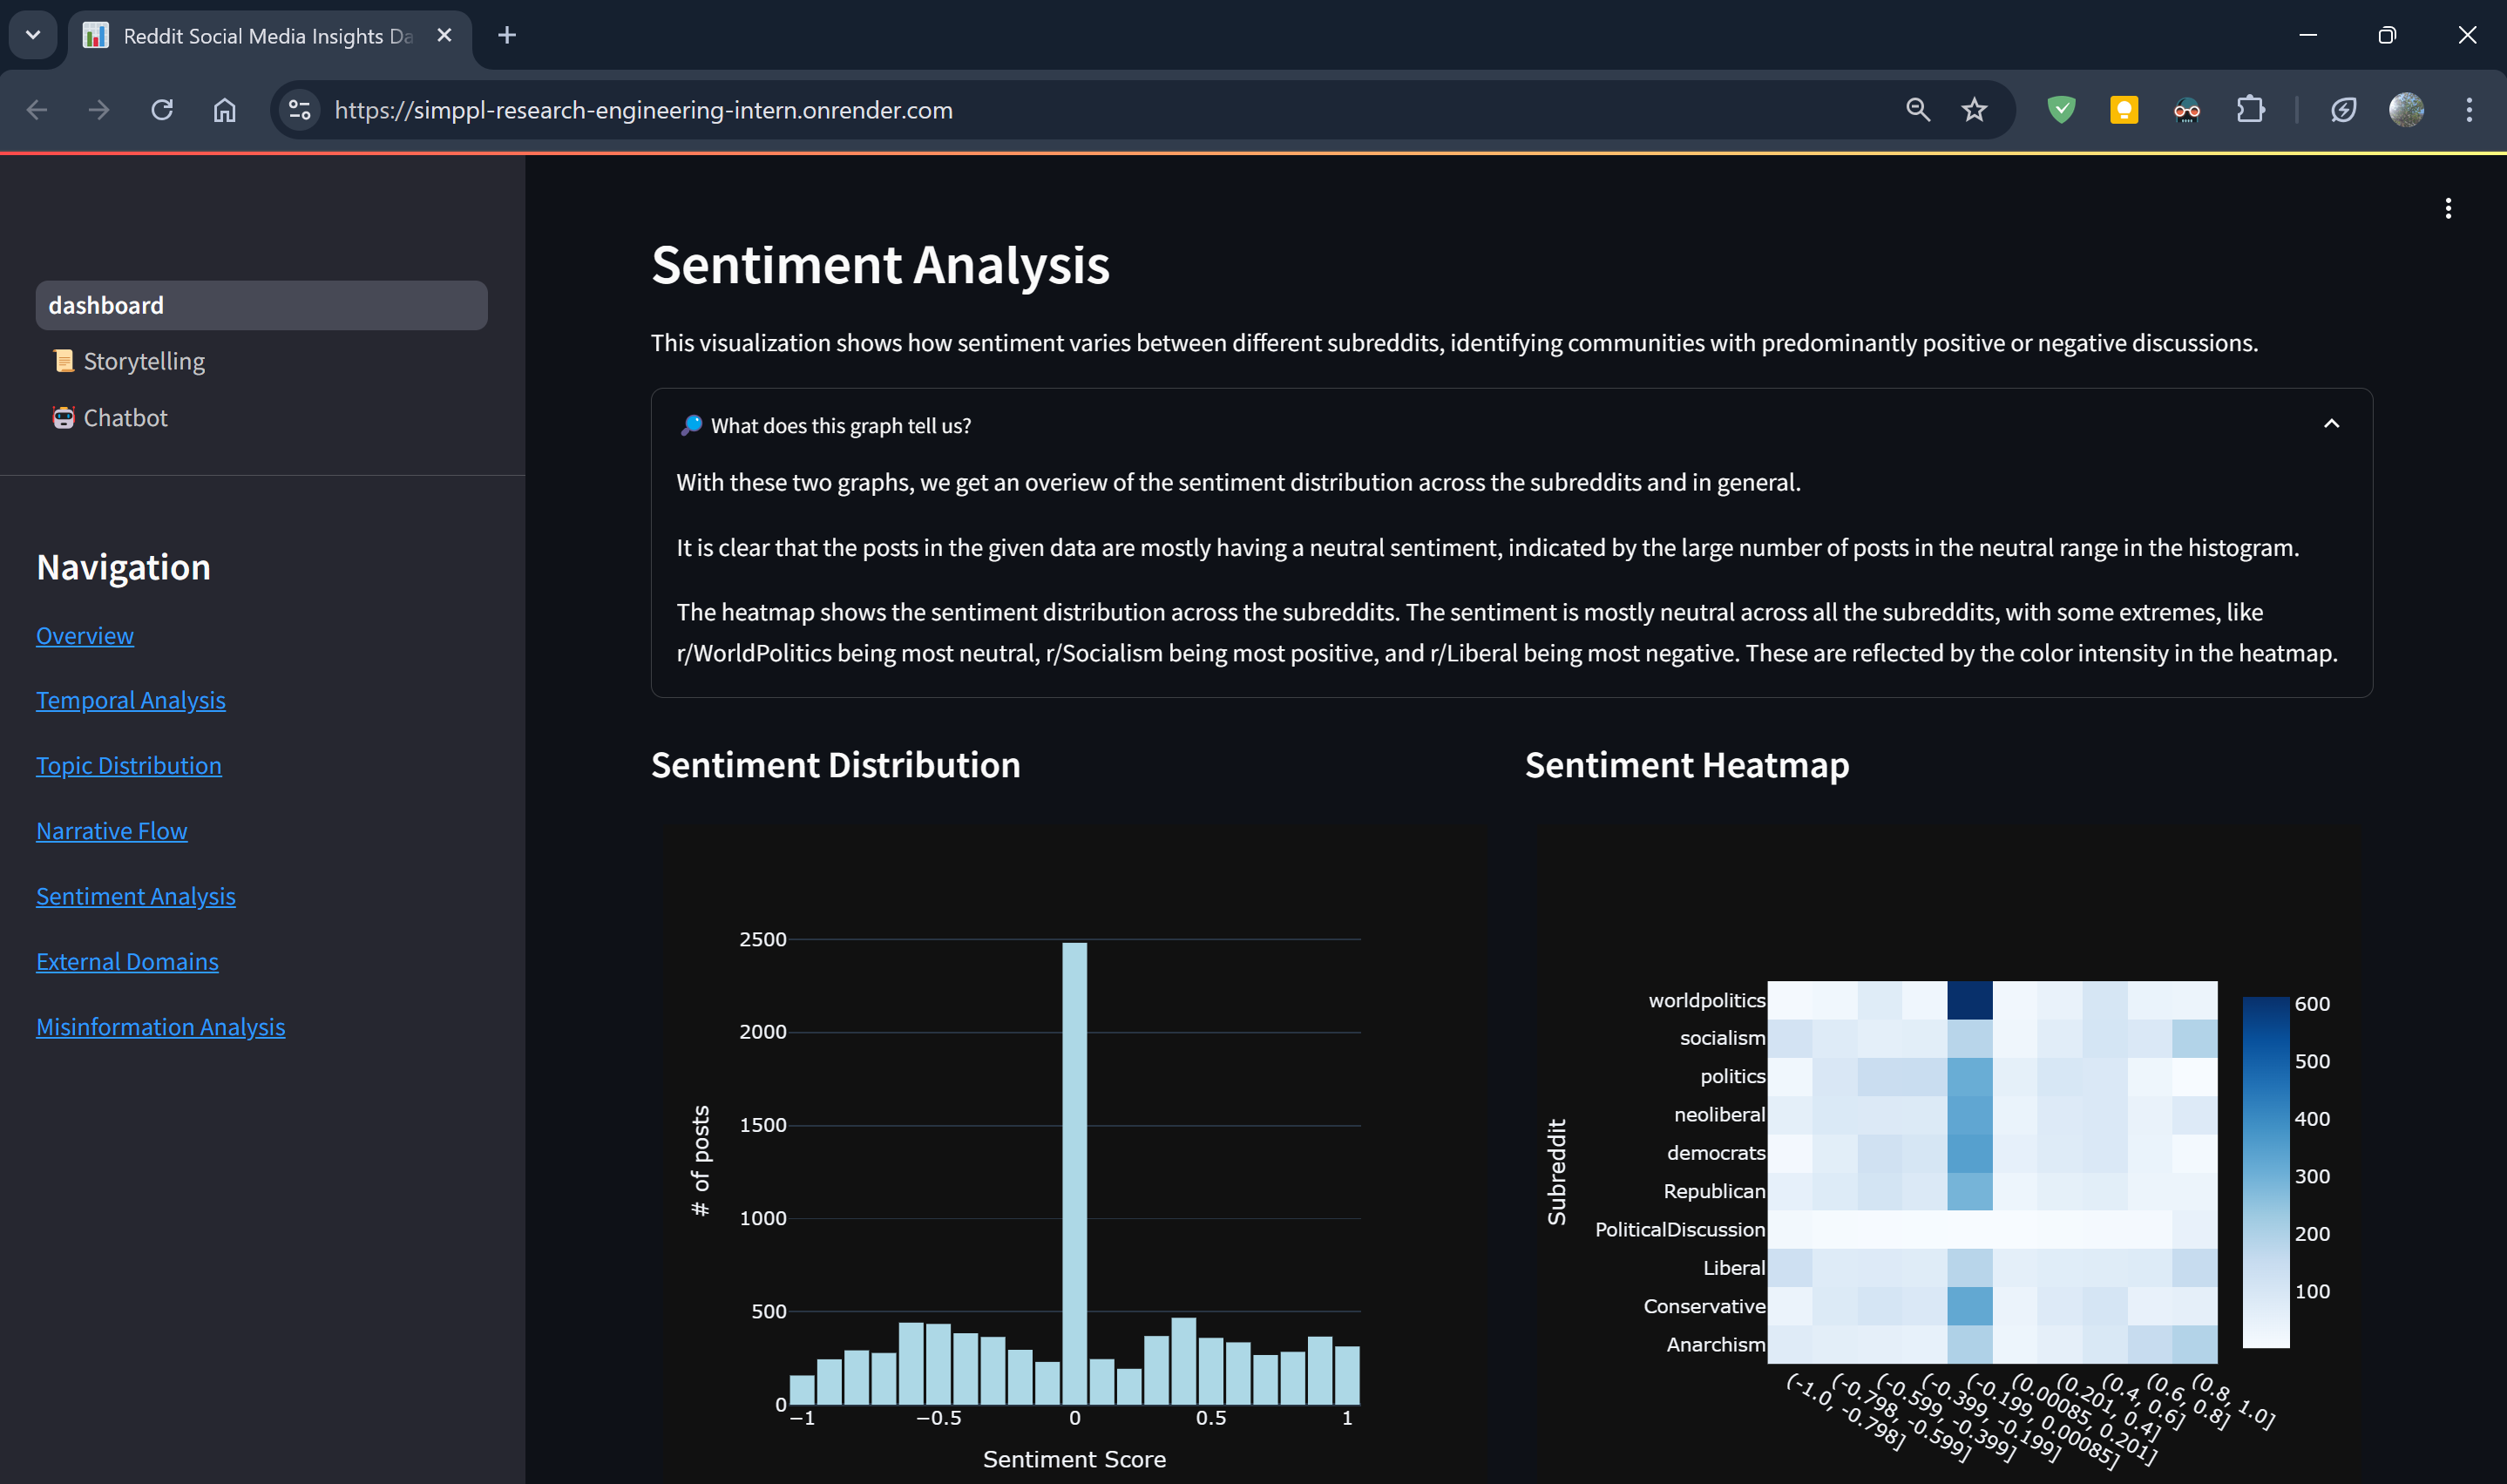 Reddit Social Media Insights Da
https://simppl-research-engineering-intern.onrender.com
dashboard
Storytelling
Chatbot
Navigation
Overview
Temporal Analysis
Topic Distribution
Narrative Flow
Sentiment Analysis
External Domains
Misinformation Analysis
Sentiment Analysis
This visualization shows how sentiment varies between different subreddits, identifying communities with predominantly positive or negative discussions.
What does this graph tell us?
With these two graphs, we get an overiew of the sentiment distribution across the subreddits and in general.
It is clear that the posts in the given data are mostly having a neutral sentiment, indicated by the large number of posts in the neutral range in the histogram.
The heatmap shows the sentiment distribution across the subreddits. The sentiment is mostly neutral across all the subreddits, with some extremes, like
r/WorldPolitics being most neutral, r/Socialism being most positive, and r/Liberal being most negative. These are reflected by the color intensity in the heatmap.
Sentiment Distribution
2500
2000
1500
1000
500
0
# of posts
−1
−0.5
0
0.5
1
Sentiment Score
Sentiment Heatmap
Subreddit
worldpolitics
socialism
politics
neoliberal
democrats
Republican
PoliticalDiscussion
Liberal
Conservative
Anarchism
(-1.0, -0.798]
(-0.798, -0.599]
(-0.599, -0.399]
(-0.399, -0.199]
(-0.199, 0.00085]
(0.00085, 0.201]
(0.201, 0.4]
(0.4, 0.6]
(0.6, 0.8]
(0.8, 1.0]
600
500
400
300
200
100